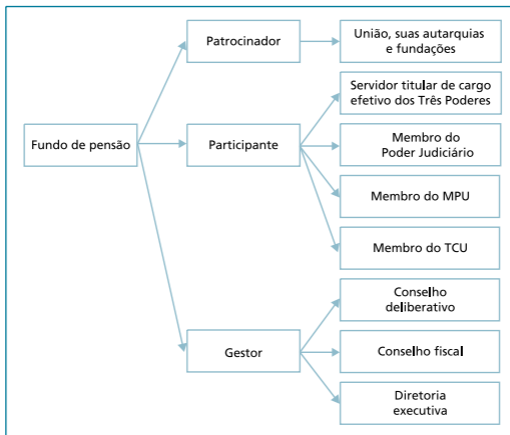 Fundo de pensão
Patrocinador
União, suas autarquias
e fundações
Participante
Servidor titular de cargo
efetivo dos Três Poderes
Membro do
Poder Judiciário
Membro do MPU
Membro do TCU
Gestor
Conselho
deliberativo
Conselho fiscal
Diretoria
executiva